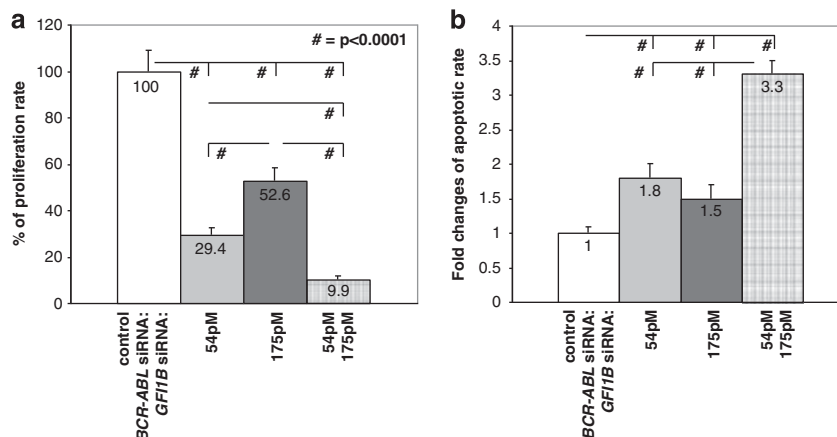 a
120
100
80
60
40
20
0
% of proliferation rate
# = p<0.0001
# # #
#
# #
100
29.4
52.6
9.9
control
BCR-ABL siRNA:
GFI1B siRNA:
54pM
175pM
54pM
175pM
b
4
3.5
3
2.5
2
1.5
1
0.5
0
Fold changes of apoptotic rate
# # #
# #
1
1.8
1.5
3.3
control
BCR-ABL siRNA:
GFI1B siRNA:
54pM
175pM
54pM
175pM